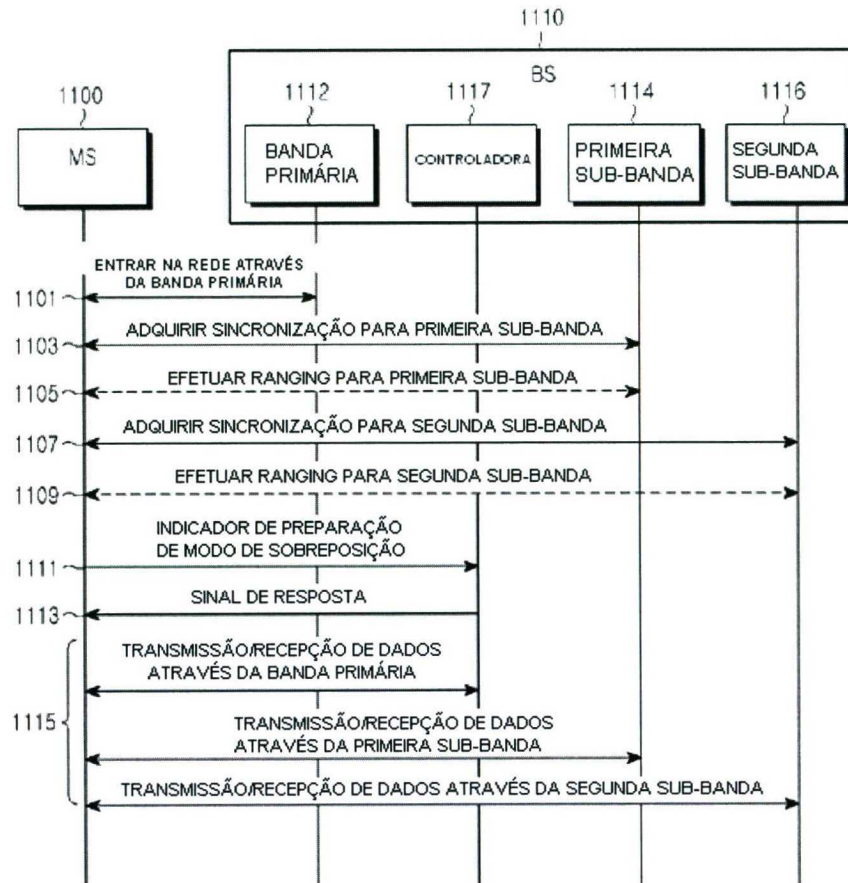 1110
BS
1100
1112
1117
1114
1116
MS
BANDA
PRIMÁRIA
CONTROLADORA
PRIMEIRA
SUB-BANDA
SEGUNDA
SUB-BANDA
ENTRAR NA REDE ATRAVÉS
DA BANDA PRIMÁRIA
1101
ADQUIRIR SINCRONIZAÇÃO PARA PRIMEIRA SUB-BANDA
1103
EFETUAR RANGING PARA PRIMEIRA SUB-BANDA
1105
ADQUIRIR SINCRONIZAÇÃO PARA SEGUNDA SUB-BANDA
1107
EFETUAR RANGING PARA SEGUNDA SUB-BANDA
1109
INDICADOR DE PREPARAÇÃO
DE MODO DE SOBREPOSIÇÃO
1111
SINAL DE RESPOSTA
1113
TRANSMISSÃO/RECEPÇÃO DE DADOS
ATRAVÉS DA BANDA PRIMÁRIA
1115
TRANSMISSÃO/RECEPÇÃO DE DADOS
ATRAVÉS DA PRIMEIRA SUB-BANDA
TRANSMISSÃO/RECEPÇÃO DE DADOS ATRAVÉS DA SEGUNDA SUB-BANDA